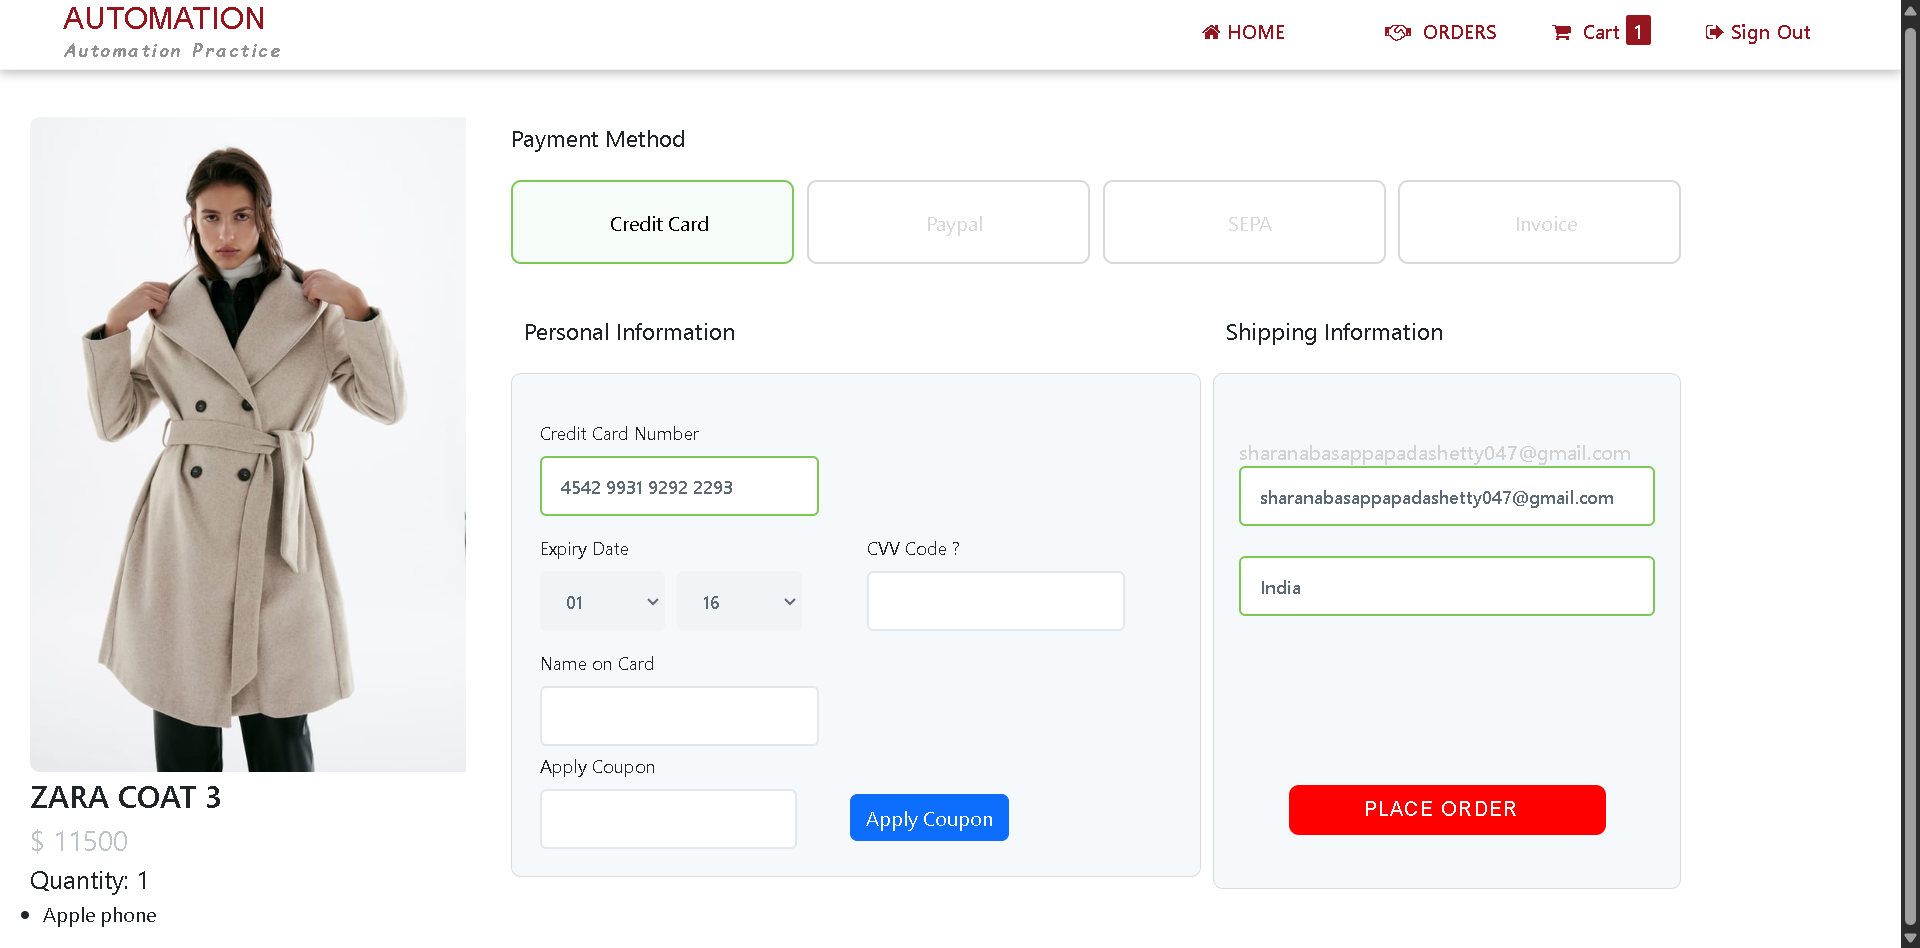 AUTOMATION
Automation Practice
HOME
ORDERS
Cart 1
Sign Out
Payment Method
Credit Card
Paypal
SEPA
Invoice
Personal Information
Credit Card Number
4542 9931 9292 2293
Expiry Date
CVV Code ?
01
16
Name on Card
Apply Coupon
Apply Coupon
Shipping Information
sharanabasappapadashetty047@gmail.com
sharanabasappapadashetty047@gmail.com
India
PLACE ORDER
ZARA COAT 3
$ 11500
Quantity: 1
Apple phone